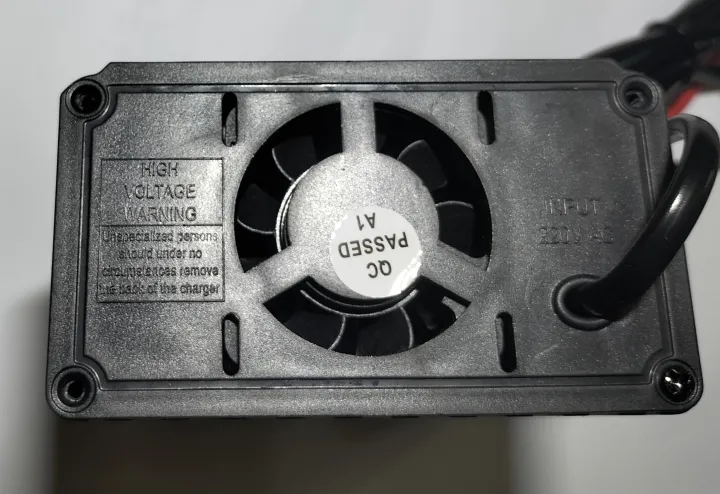 HIGH
VOLTAGE
WARNING
Unspecialized persons
should under no
circumstances remove
the back of the charger
QC
PASSED
A1
INPUT
220V AC